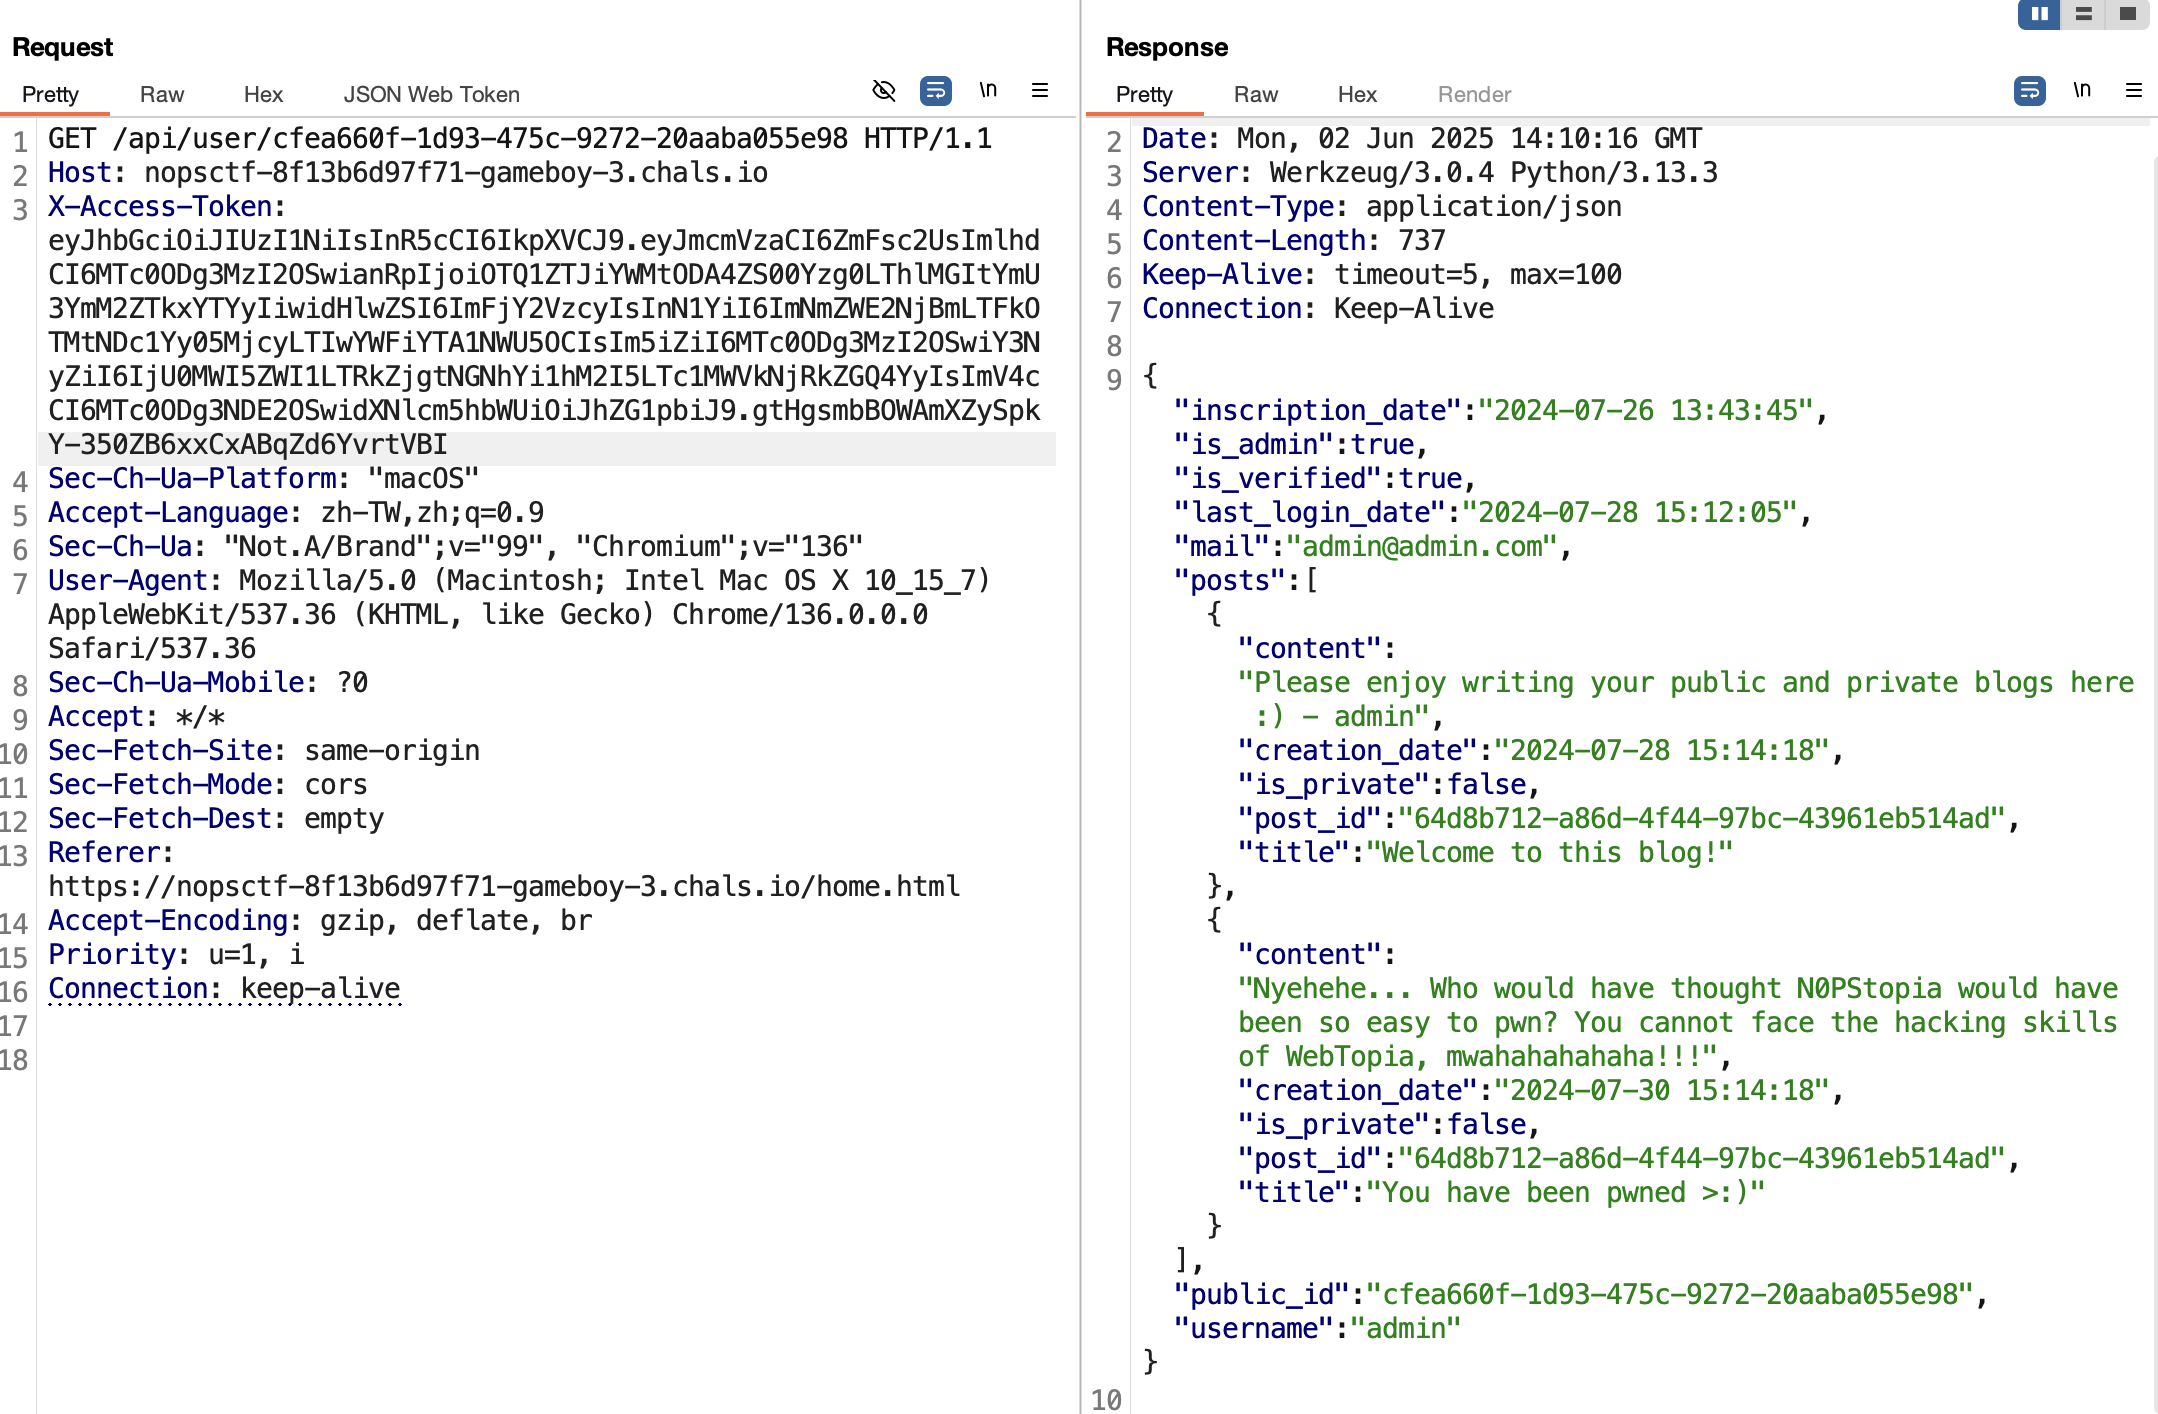 Request
Pretty Raw Hex JSON Web Token \n
1 GET /api/user/cfea660f-1d93-475c-9272-20aaba055e98 HTTP/1.1
2 Host: nopsctf-8f13b6d97f71-gameboy-3.chals.io
3 X-Access-Token:
eyJhbGciOiJIUzI1NiIsInR5cCI6IkpXVCJ9.eyJmcmVzaCI6ZmFsc2UsImlhd
CI6MTc0ODg3MzI2OSwianRpIjoiOTQ1ZTJiYWMtODA4ZS00Yzg0LThlMGItYmU
3YmM2ZTkxYTYyIiwidHlwZSI6ImFjY2VzcyIsInN1YiI6ImNmZWE2NjBmLTFkO
TMtNDc1Yy05MjcyLTIwYWFiYTA1NWU5OCIsIm5iZiI6MTc0ODg3MzI2OSwiY3N
yZiI6IjU0MWI5ZWI1LTRkZjgtNGNhYi1hM2I5LTc1MWVkNjRkZGQ4YyIsImV4c
CI6MTc0ODg3NDE2OSwidXNlcm5hbWUiOiJhZG1pbiJ9.gtHgsmbBOWAmXZySpk
Y-350ZB6xxCxABqZd6YvrtVBI
4 Sec-Ch-Ua-Platform: "macOS"
5 Accept-Language: zh-TW,zh;q=0.9
6 Sec-Ch-Ua: "Not.A/Brand";v="99", "Chromium";v="136"
7 User-Agent: Mozilla/5.0 (Macintosh; Intel Mac OS X 10_15_7)
AppleWebKit/537.36 (KHTML, like Gecko) Chrome/136.0.0.0
Safari/537.36
8 Sec-Ch-Ua-Mobile: ?0
9 Accept: */*
10 Sec-Fetch-Site: same-origin
11 Sec-Fetch-Mode: cors
12 Sec-Fetch-Dest: empty
13 Referer:
https://nopsctf-8f13b6d97f71-gameboy-3.chals.io/home.html
14 Accept-Encoding: gzip, deflate, br
15 Priority: u=1, i
16 Connection: keep-alive
17
18
Response
Pretty Raw Hex Render \n
2 Date: Mon, 02 Jun 2025 14:10:16 GMT
3 Server: Werkzeug/3.0.4 Python/3.13.3
4 Content-Type: application/json
5 Content-Length: 737
6 Keep-Alive: timeout=5, max=100
7 Connection: Keep-Alive
8
9 {
"inscription_date":"2024-07-26 13:43:45",
"is_admin":true,
"is_verified":true,
"last_login_date":"2024-07-28 15:12:05",
"mail":"admin@admin.com",
"posts":[
{
"content":
"Please enjoy writing your public and private blogs here
:) - admin",
"creation_date":"2024-07-28 15:14:18",
"is_private":false,
"post_id":"64d8b712-a86d-4f44-97bc-43961eb514ad",
"title":"Welcome to this blog!"
},
{
"content":
"Nyehehe... Who would have thought N0PStopia would have
been so easy to pwn? You cannot face the hacking skills
of WebTopia, mwahahahahaha!!!",
"creation_date":"2024-07-30 15:14:18",
"is_private":false,
"post_id":"64d8b712-a86d-4f44-97bc-43961eb514ad",
"title":"You have been pwned >:)"
}
],
"public_id":"cfea660f-1d93-475c-9272-20aaba055e98",
"username":"admin"
}
10